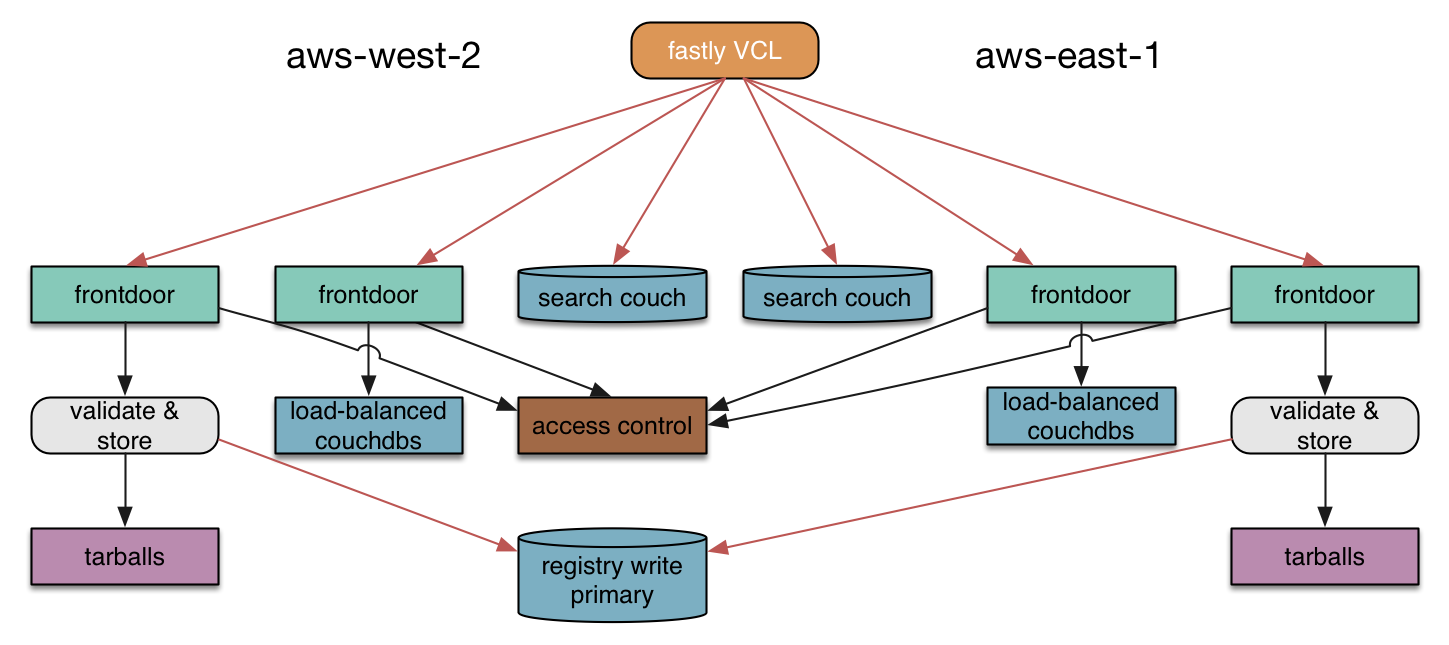 aws-west-2
fastly VCL
aws-east-1
frontdoor
frontdoor
search couch
search couch
frontdoor
frontdoor
validate &
store
load-balanced
couchdbs
access control
load-balanced
couchdbs
validate &
store
tarballs
registry write
primary
tarballs